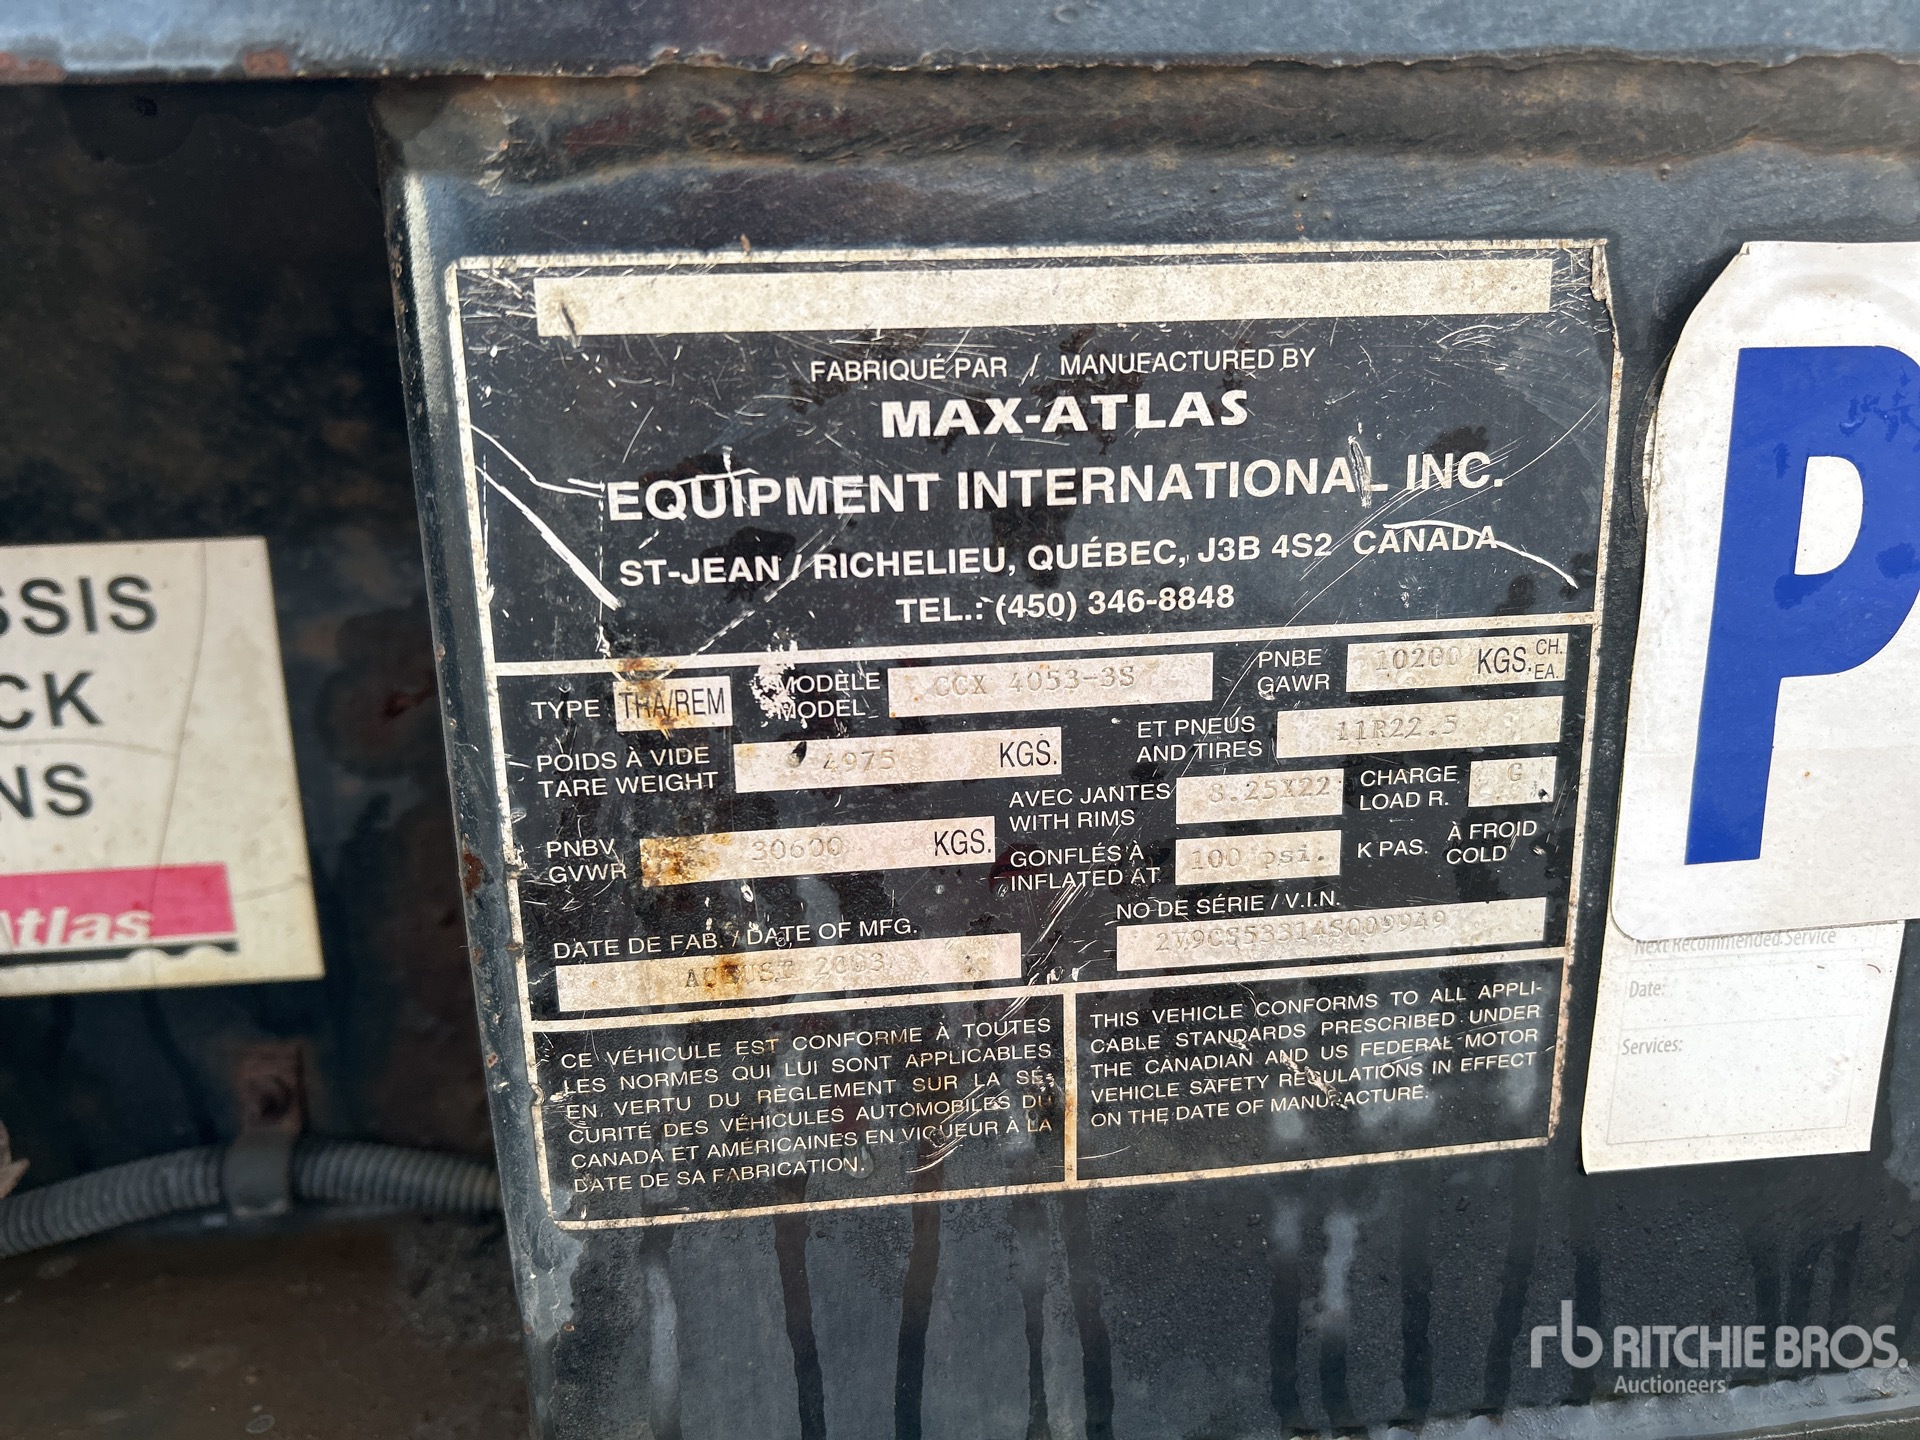 SSIS
CK
NS
Atlas
FABRIQUÉ PAR / MANUFACTURED BY
MAX-ATLAS
EQUIPMENT INTERNATIONAL INC.
ST-JEAN / RICHELIEU, QUÉBEC, J3B 4S2 CANADA
TEL.: (450) 346-8848
TYPE TRA/REM MODÈLE MODEL CCX 4053-3S PNBE GAWR 10200 KGS. CH. EA.
POIDS À VIDE TARE WEIGHT 4975 KGS. ET PNEUS AND TIRES 11R22.5
AVEC JANTES WITH RIMS 8.25X22 CHARGE LOAD R. G
PNBV GVWR 30600 KGS. GONFLÉS À INFLATED AT 100 psi. K PAS. À FROID COLD
DATE DE FAB. / DATE OF MFG. AUGUST 2003
NO DE SÉRIE / V.I.N. 2V9CS53314S009949
CE VÉHICULE EST CONFORME À TOUTES
LES NORMES QUI LUI SONT APPLICABLES
EN VERTU DU RÈGLEMENT SUR LA SÉ-
CURITÉ DES VÉHICULES AUTOMOBILES DU
CANADA ET AMÉRICAINES EN VIGUEUR À LA
DATE DE SA FABRICATION.
THIS VEHICLE CONFORMS TO ALL APPLI-
CABLE STANDARDS PRESCRIBED UNDER
THE CANADIAN AND US FEDERAL MOTOR
VEHICLE SAFETY REGULATIONS IN EFFECT
ON THE DATE OF MANUFACTURE.
P
Next Recommended Service
Date:
Services:
rb RITCHIE BROS.
Auctioneers